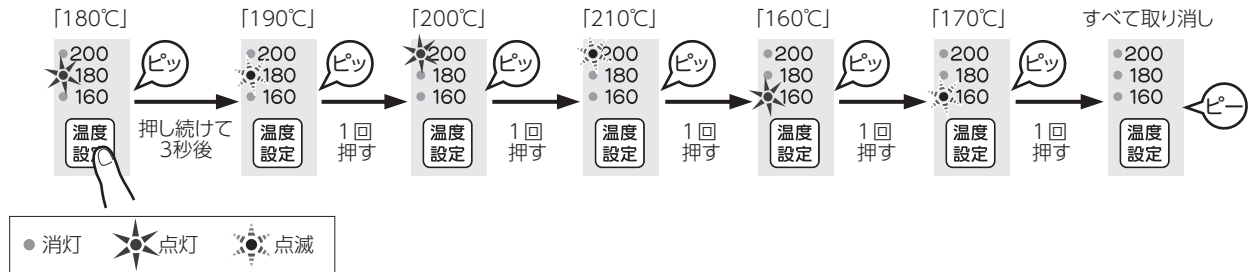 「180℃」
「190℃」
「200℃」
「210℃」
「160℃」
「170℃」
すべて取り消し
200
180
160
温度
設定
ピッ
押し続けて
3秒後
200
180
160
温度
設定
ピッ
1回
押す
200
180
160
温度
設定
ピッ
1回
押す
200
180
160
温度
設定
ピッ
1回
押す
200
180
160
温度
設定
ピッ
1回
押す
200
180
160
温度
設定
ピッ
1回
押す
200
180
160
温度
設定
ピー
消灯
点灯
点滅